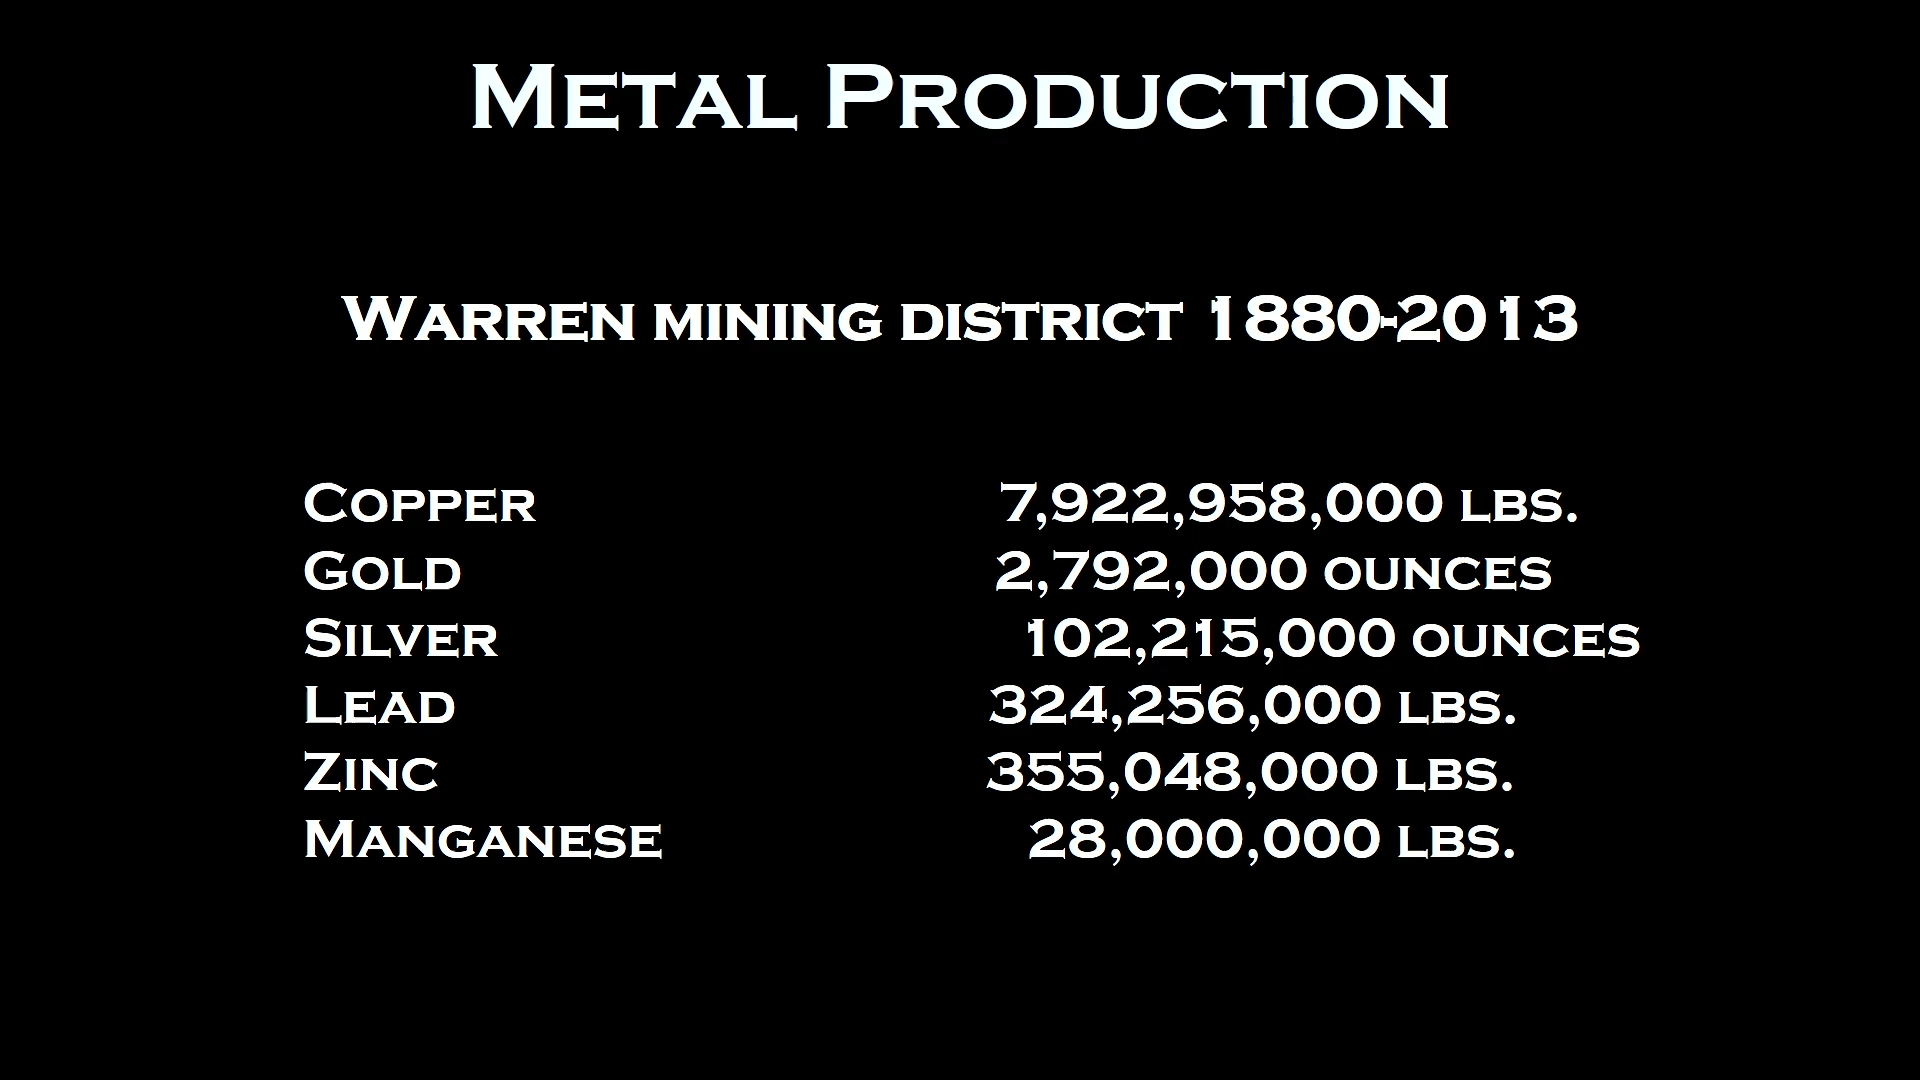 Metal Production
Warren mining district 1880-2013
Copper 7,922,958,000 lbs.
Gold 2,792,000 ounces
Silver 102,215,000 ounces
Lead 324,256,000 lbs.
Zinc 355,048,000 lbs.
Manganese 28,000,000 lbs.